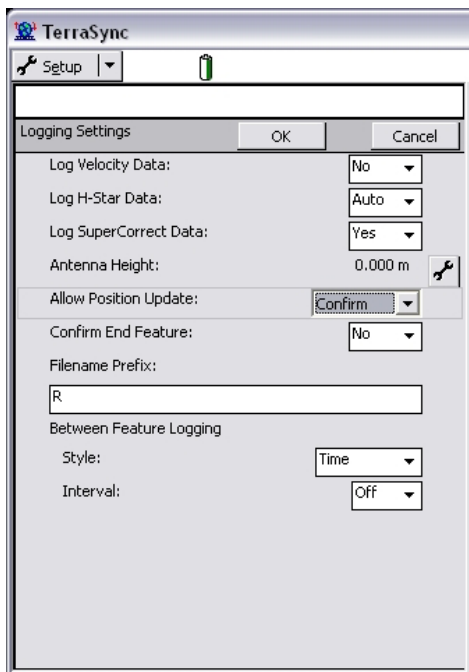 TerraSync
Setup
Logging Settings OK Cancel
Log Velocity Data: No
Log H-Star Data: Auto
Log SuperCorrect Data: Yes
Antenna Height: 0.000 m
Allow Position Update: Confirm
Confirm End Feature: No
Filename Prefix:
R
Between Feature Logging
Style: Time
Interval: Off